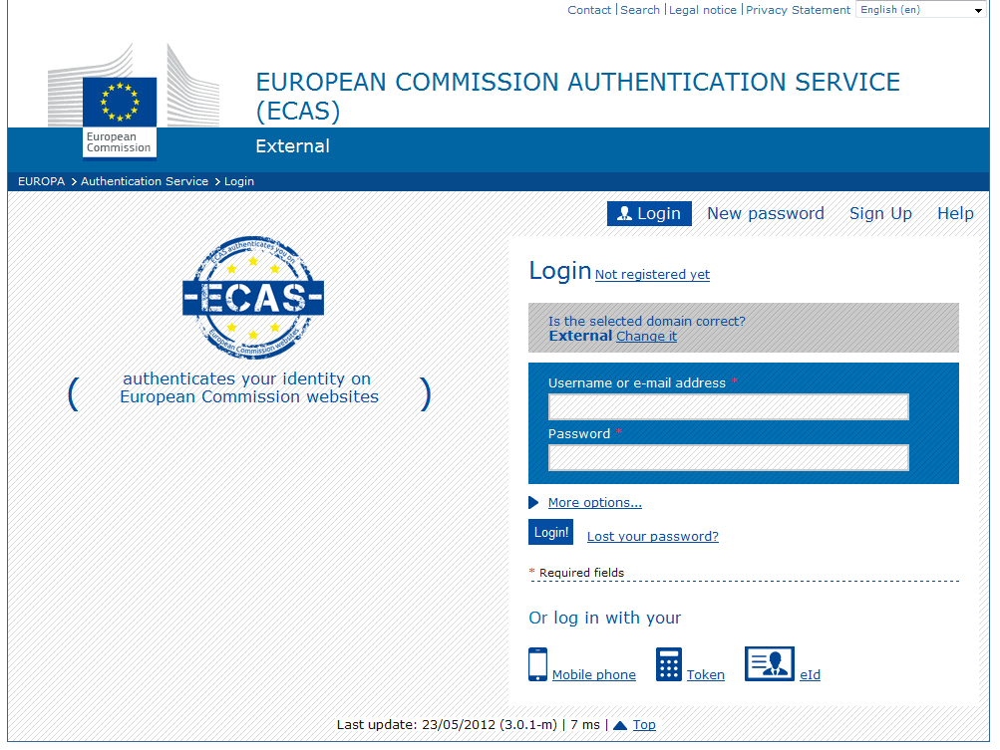 Contact | Search | Legal notice | Privacy Statement English (en)
EUROPEAN COMMISSION AUTHENTICATION SERVICE
(ECAS)
European
Commission
External
EUROPA > Authentication Service > Login
Login New password Sign Up Help
ECAS authenticates you on
-ECAS-
European Commission websites
( authenticates your identity on
European Commission websites )
Login Not registered yet
Is the selected domain correct?
External Change it
Username or e-mail address *
Password *
More options...
Login! Lost your password?
* Required fields
Or log in with your
Mobile phone Token eId
Last update: 23/05/2012 (3.0.1-m) | 7 ms | Top